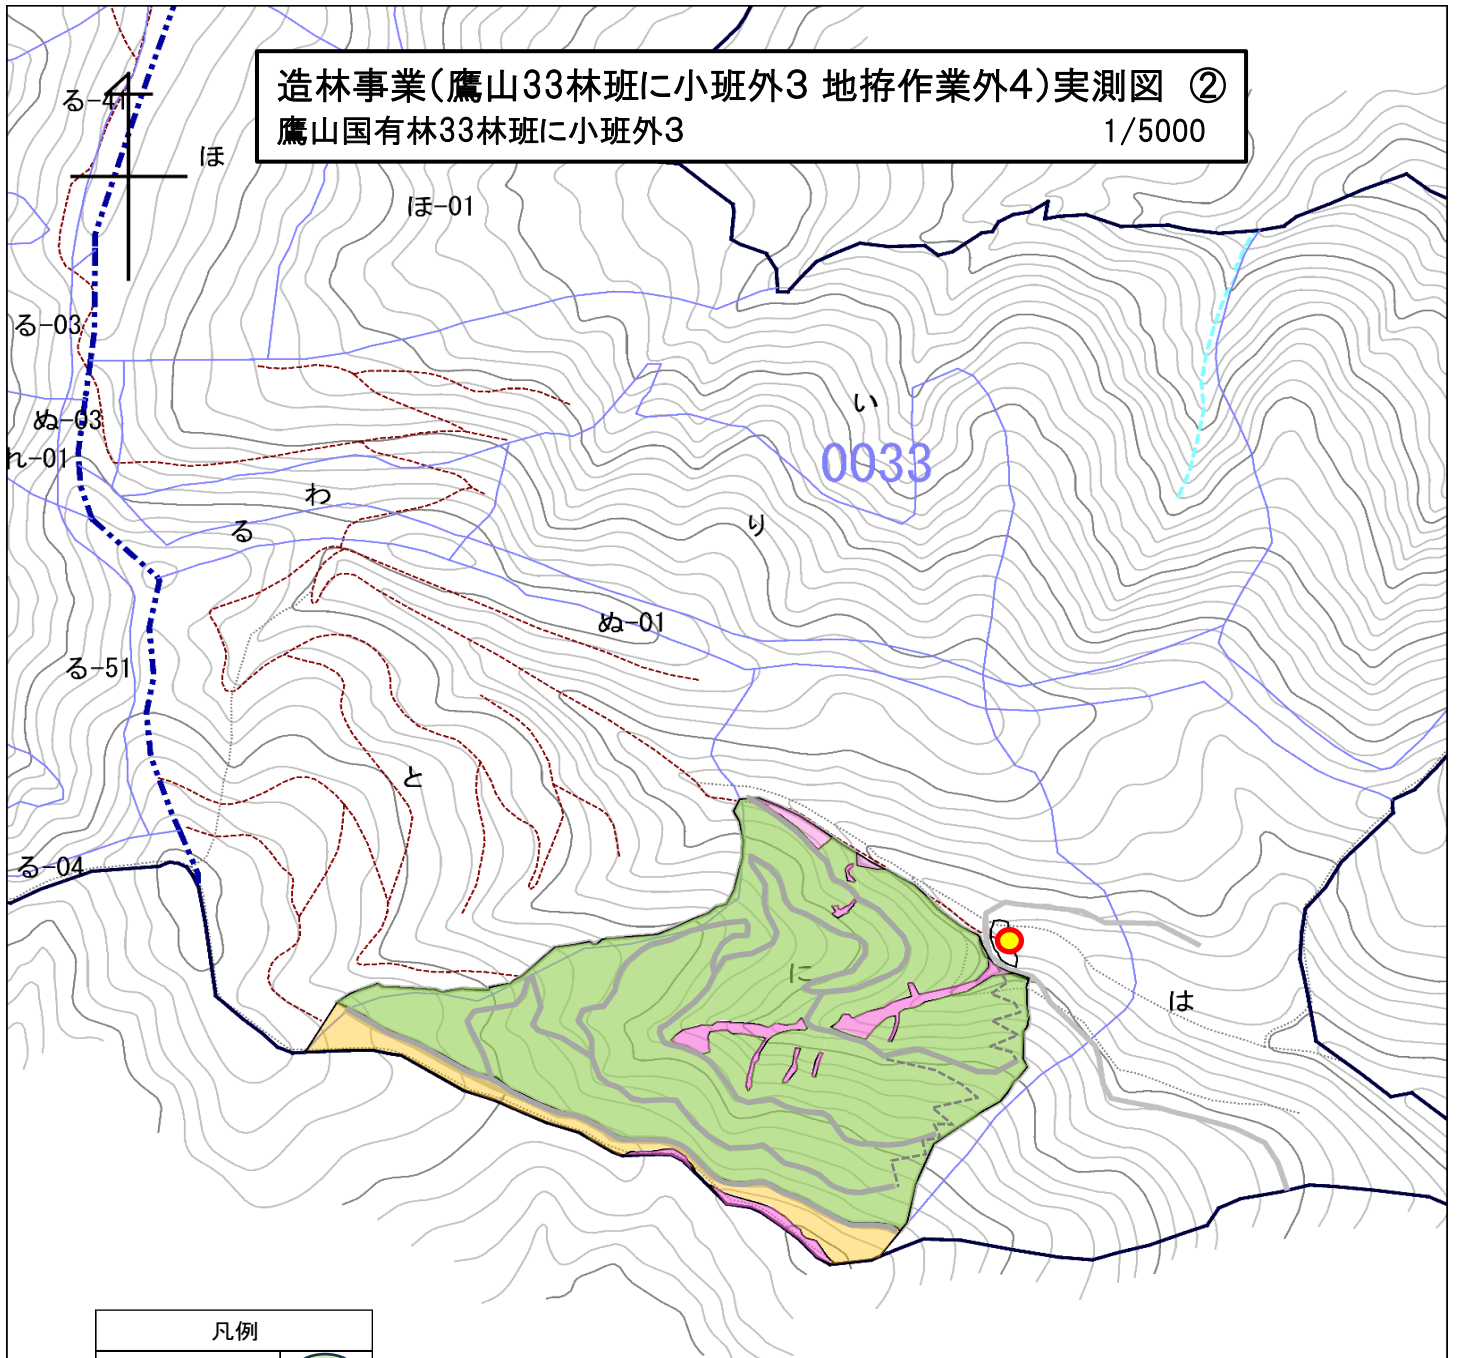 造林事業(鷹山33林班に小班外3 地拵作業外4)実測図 ②
鷹山国有林33林班に小班外3 1/5000
る-41
ほ
ほ-01
る-03
い
ぬ-03
れ-01
0033
わ
る
り
ぬ-01
る-51
と
る-04
に
は
凡例